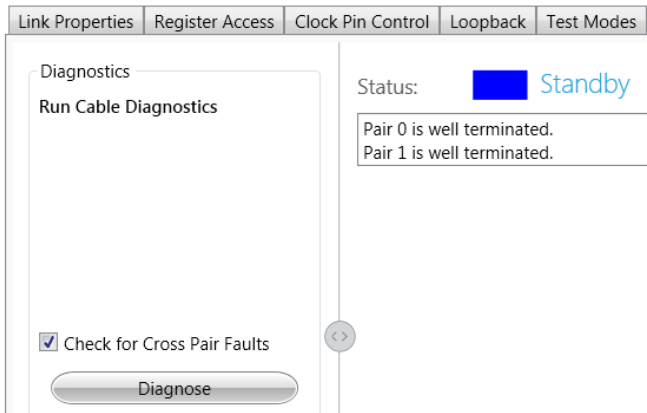 Link Properties Register Access Clock Pin Control Loopback Test Modes
Diagnostics
Run Cable Diagnostics
Status: Standby
Pair 0 is well terminated.
Pair 1 is well terminated.
Check for Cross Pair Faults
Diagnose